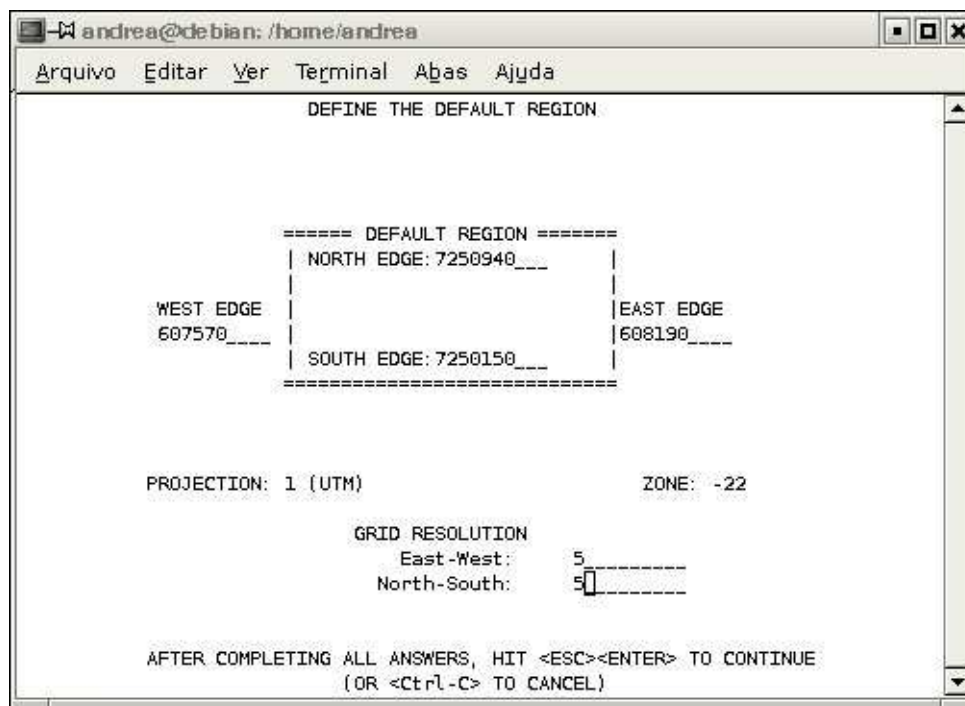 andrea@debian: /home/andrea
Arquivo Editar Ver Terminal Abas Ajuda
DEFINE THE DEFAULT REGION
====== DEFAULT REGION =======
| NORTH EDGE:7250940___ |
| |
WEST EDGE | |EAST EDGE
607570____ | |608190____
| SOUTH EDGE:7250150___ |
=============================
PROJECTION: 1 (UTM) ZONE: -22
GRID RESOLUTION
East-West: 5_________
North-South: 5_________
AFTER COMPLETING ALL ANSWERS, HIT <ESC><ENTER> TO CONTINUE
(OR <Ctrl-C> TO CANCEL)